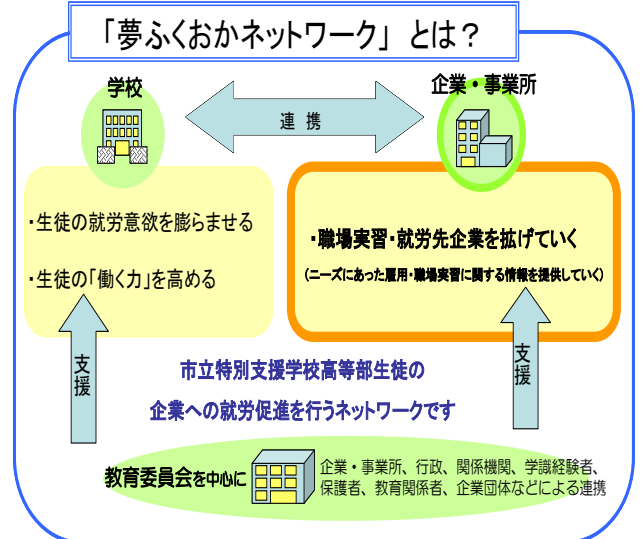 「夢ふくおかネットワーク」とは？
学校
企業・事業所
連 携
・生徒の就労意欲を膨らませる
・生徒の「働く力」を高める
・職場実習・就労先企業を拡げていく
（ニーズにあった雇用・職場実習に関する情報を提供していく）
支援
支援
市立特別支援学校高等部生徒の
企業への就労促進を行うネットワークです
教育委員会を中心に
企業・事業所、行政、関係機関、学識経験者、
保護者、教育関係者、企業団体などによる連携